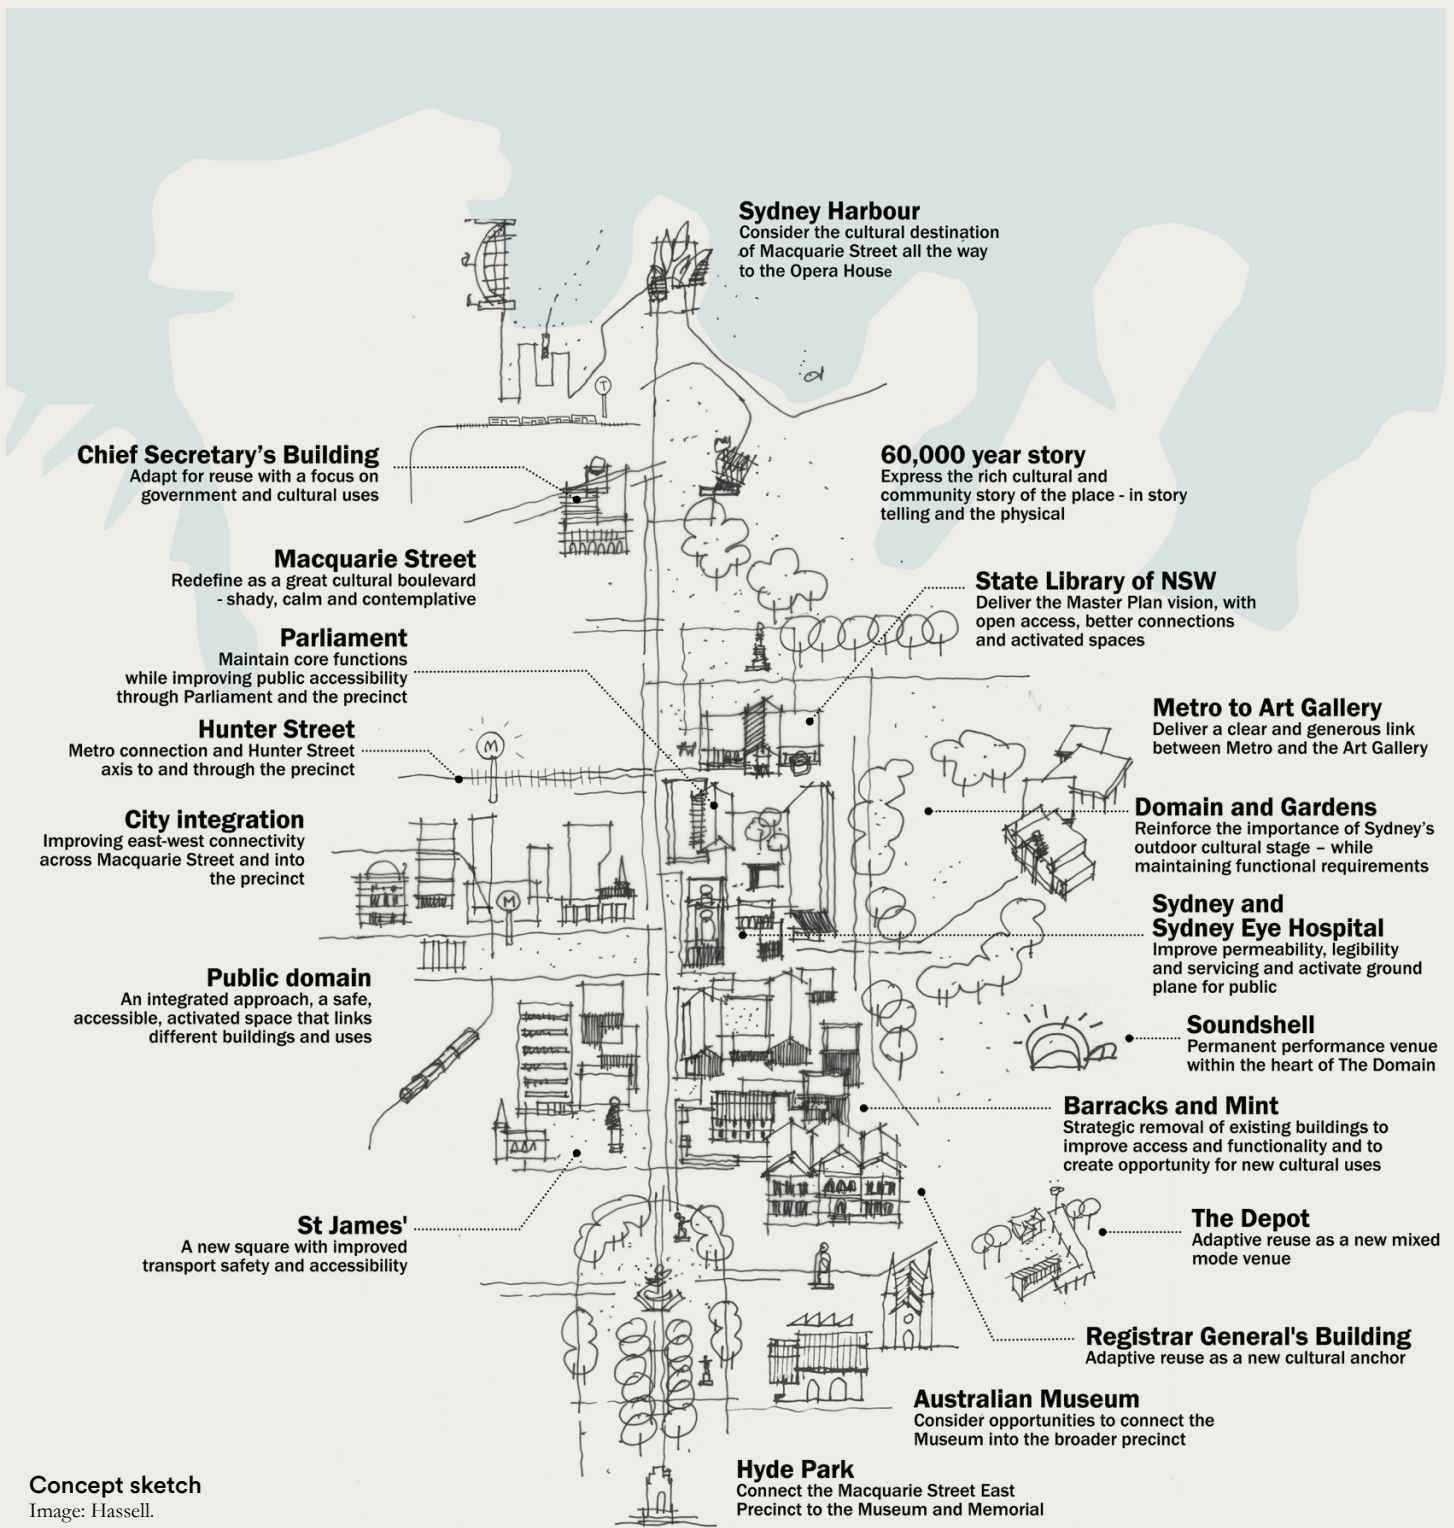 Sydney Harbour
Consider the cultural destination
of Macquarie Street all the way
to the Opera House
T
Chief Secretary’s Building
Adapt for reuse with a focus on
government and cultural uses
60,000 year story
Express the rich cultural and
community story of the place - in story
telling and the physical
Macquarie Street
Redefine as a great cultural boulevard
- shady, calm and contemplative
State Library of NSW
Deliver the Master Plan vision, with
open access, better connections
and activated spaces
Parliament
Maintain core functions
while improving public accessibility
through Parliament and the precinct
Metro to Art Gallery
Deliver a clear and generous link
between Metro and the Art Gallery
Hunter Street
Metro connection and Hunter Street
axis to and through the precinct
M
Domain and Gardens
Reinforce the importance of Sydney’s
outdoor cultural stage – while
maintaining functional requirements
City integration
Improving east-west connectivity
across Macquarie Street and into
the precinct
M
Sydney and
Sydney Eye Hospital
Improve permeability, legibility
and servicing and activate ground
plane for public
Public domain
An integrated approach, a safe,
accessible, activated space that links
different buildings and uses
Soundshell
Permanent performance venue
within the heart of The Domain
Barracks and Mint
Strategic removal of existing buildings to
improve access and functionality and to
create opportunity for new cultural uses
St James'
A new square with improved
transport safety and accessibility
The Depot
Adaptive reuse as a new mixed
mode venue
Registrar General's Building
Adaptive reuse as a new cultural anchor
Australian Museum
Consider opportunities to connect the
Museum into the broader precinct
Hyde Park
Connect the Macquarie Street East
Precinct to the Museum and Memorial
Concept sketch
Image: Hassell.